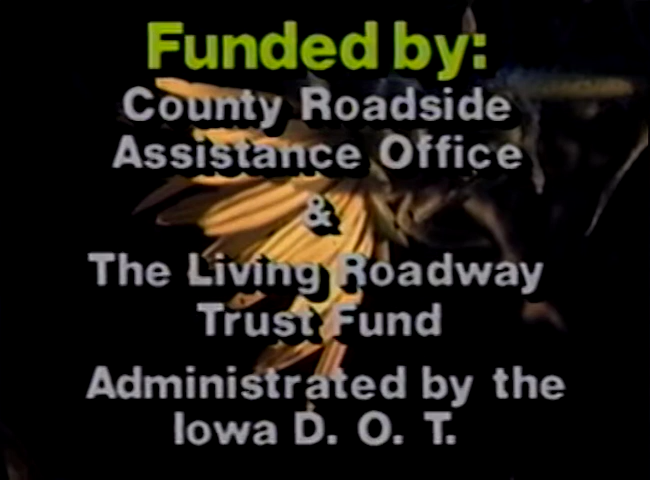 Funded by:
County Roadside
Assistance Office
&
The Living Roadway
Trust Fund
Administrated by the
Iowa D. O. T.